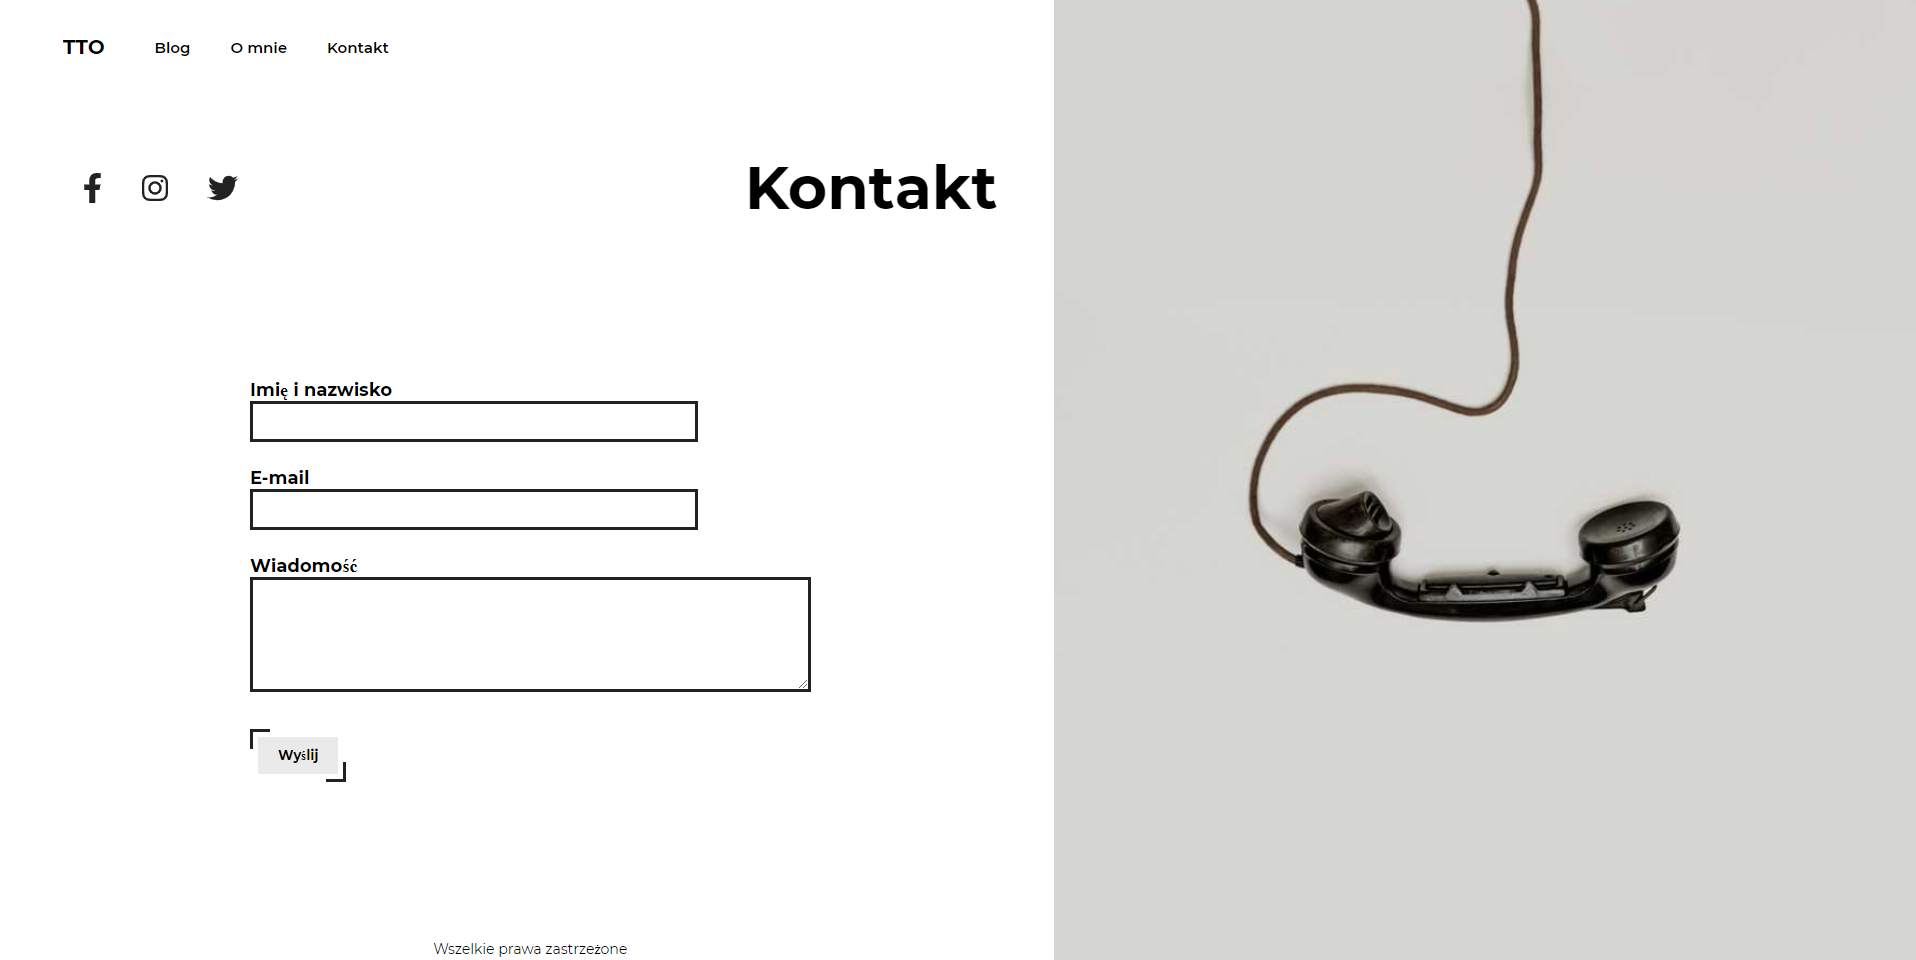 TTO Blog O mnie Kontakt
Kontakt
Imię i nazwisko
E-mail
Wiadomość
Wyślij
Wszelkie prawa zastrzeżone